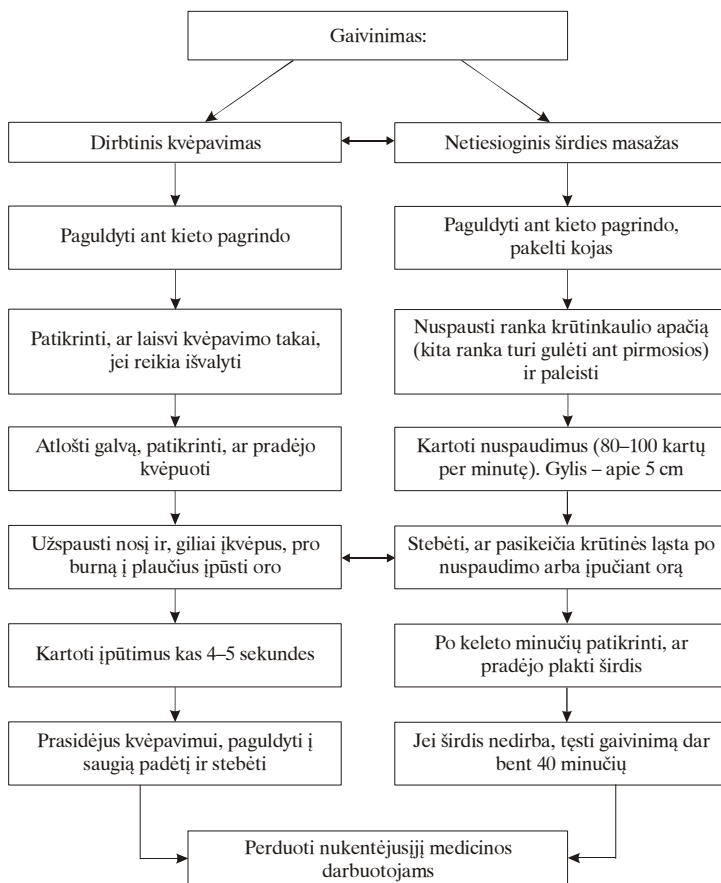 Gaivinimas:
Dirbtinis kvėpavimas
Netiesioginis širdies masažas
Paguldyti ant kieto pagrindo
Paguldyti ant kieto pagrindo,
pakelti kojas
Patikrinti, ar laisvi kvėpavimo takai,
jei reikia išvalyti
Nuspausti ranka krūtinkaulio apačią
(kita ranka turi gulėti ant pirmosios)
ir paleisti
Atlošti galvą, patikrinti, ar pradėjo
kvėpuoti
Kartoti nuspaudimus (80–100 kartų
per minutę). Gylis – apie 5 cm
Užspausti nosį ir, giliai įkvėpus, pro
burną į plaučius įpūsti oro
Stebėti, ar pasikeičia krūtinės ląsta po
nuspaudimo arba įpučiant orą
Kartoti įpūtimus kas 4–5 sekundes
Po keleto minučių patikrinti, ar
pradėjo plakti širdis
Prasidėjus kvėpavimui, paguldyti į
saugią padėtį ir stebėti
Jei širdis nedirba, tęsti gaivinimą dar
bent 40 minučių
Perduoti nukentėjusįjį medicinos
darbuotojams